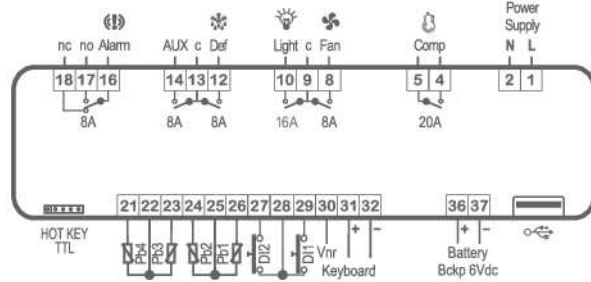 Power
Supply
nc no Alarm AUX c Def Light c Fan Comp N L
18 17 16 14 13 12 10 9 8 5 4 2 1
8A 8A 8A 16A 8A 20A
21 22 23 24 25 26 27 28 29 30 31 32 36 37
HOT KEY
TTL
Pb4 Pb3 Pb2 Pb1 DI2 DI1
Vnr + - + -
Keyboard
Battery
Bckp 6Vdc